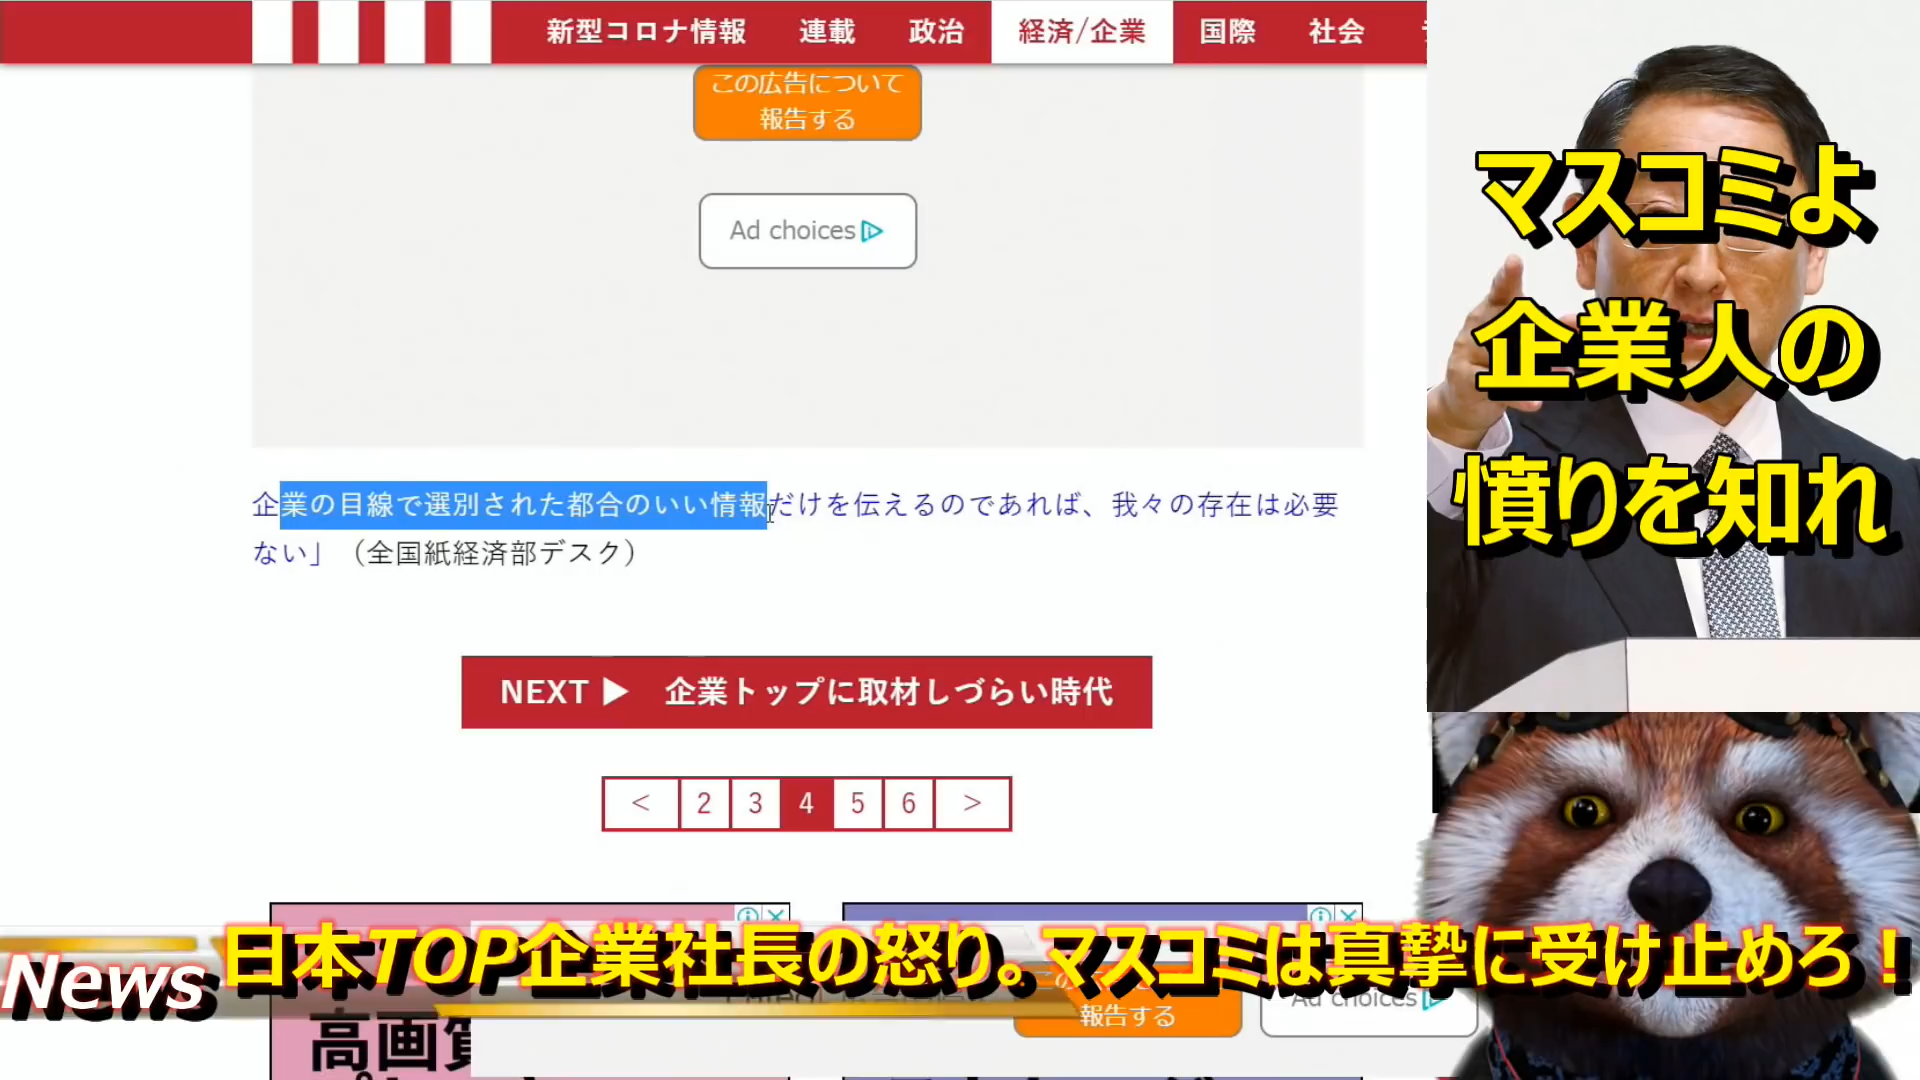 新型コロナ情報 連載 政治 経済/企業 国際 社会
この広告について
報告する
Ad choices
マスコミよ
企業人の
憤りを知れ
企業の目線で選別された都合のいい情報だけを伝えるのであれば、我々の存在は必要
ない」（全国紙経済部デスク）
NEXT ▶ 企業トップに取材しづらい時代
< 2 3 4 5 6 >
News
日本TOP企業社長の怒り。マスコミは真摯に受け止めろ！
報告する
Ad choices
高画質